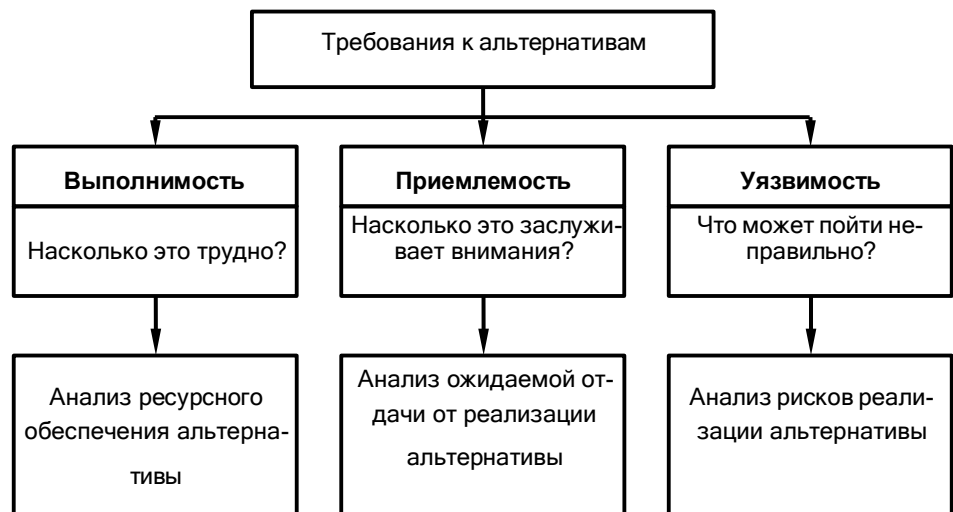 Требования к альтернативам
Выполнимость
Насколько это трудно?
Приемлемость
Насколько это заслужи-
вает внимания?
Уязвимость
Что может пойти не-
правильно?
Анализ ресурсного
обеспечения альтерна-
тивы
Анализ ожидаемой от-
дачи от реализации
альтернативы
Анализ рисков реали-
зации альтернативы